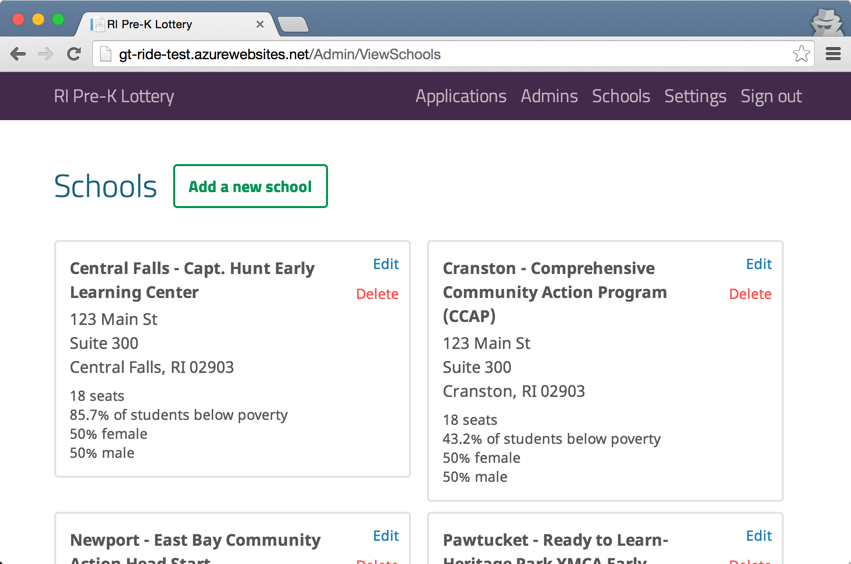 RI Pre-K Lottery
gt-ride-test.azurewebsites.net/Admin/ViewSchools
RI Pre-K Lottery Applications Admins Schools Settings Sign out
Schools Add a new school
Central Falls - Capt. Hunt Early
Learning Center
Edit
Delete
123 Main St
Suite 300
Central Falls, RI 02903
18 seats
85.7% of students below poverty
50% female
50% male
Cranston - Comprehensive
Community Action Program
(CCAP)
Edit
Delete
123 Main St
Suite 300
Cranston, RI 02903
18 seats
43.2% of students below poverty
50% female
50% male
Newport - East Bay Community
Action Head Start
Edit
Delete
Pawtucket - Ready to Learn-
Heritage Park YMCA Early
Edit
Delete